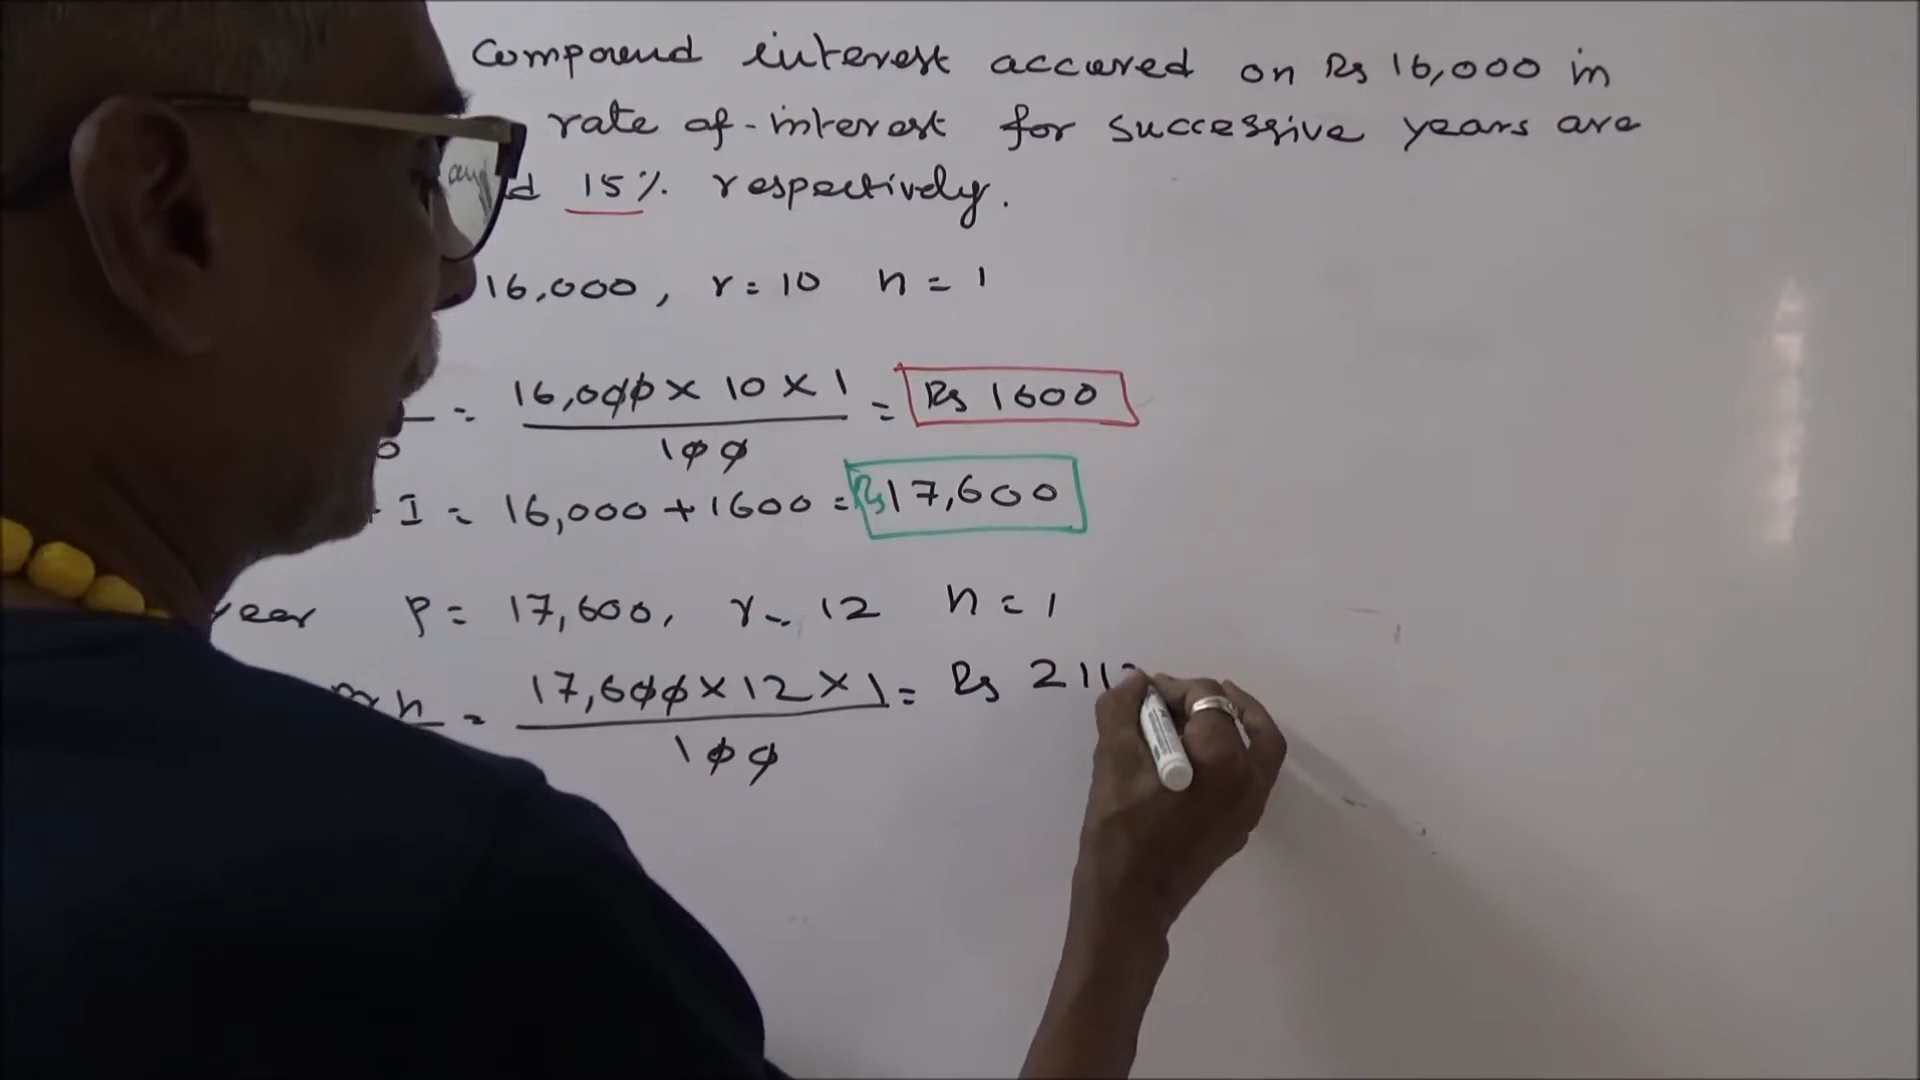 Compound interest accured on Rs 16,000 in
rate of-interest for successive years are
d 15%. respectively.
16,000, r = 10 n = 1
= 16,000 × 10 × 1 / 100 = Rs 1600
I = 16,000 + 1600 = Rs 17,600
year P = 17,600, r = 12 n = 1
n = 17,600 × 12 × 1 / 100 = Rs 211